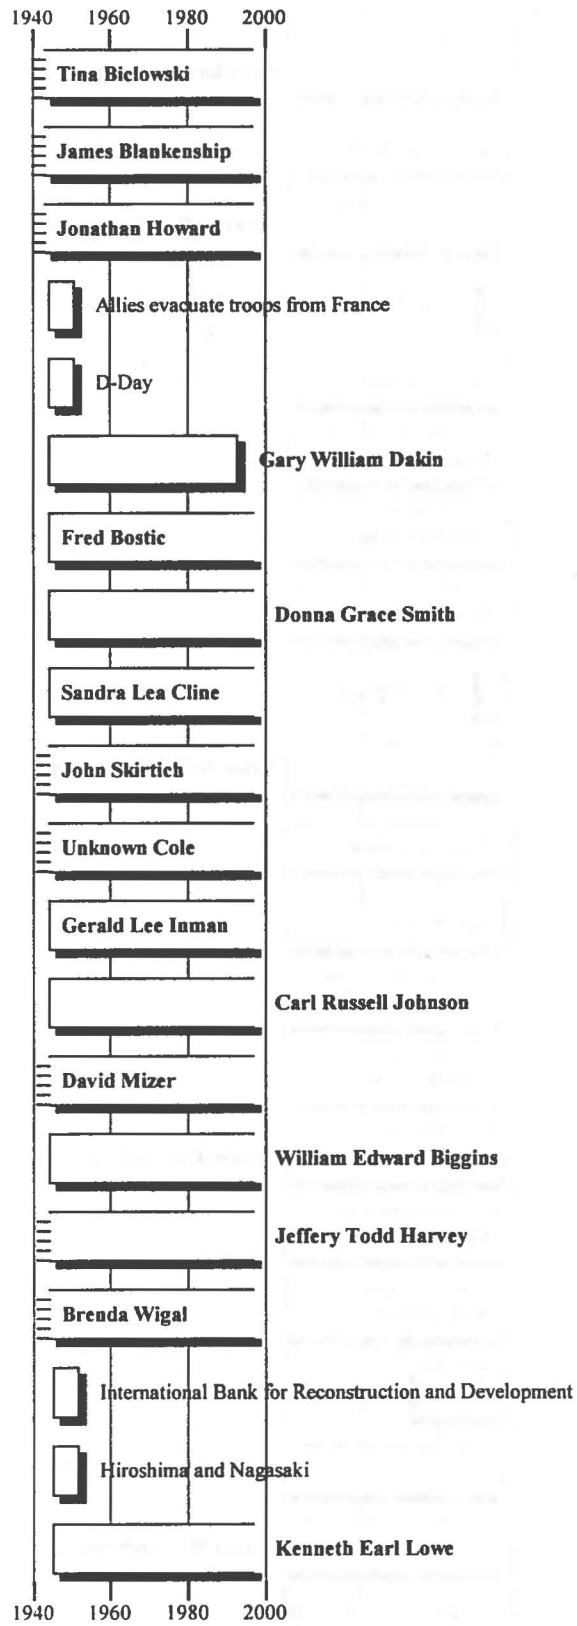 1940 1960 1980 2000
Tina Biclowski
James Blankenship
Jonathan Howard
Allies evacuate troops from France
D-Day
Gary William Dakin
Fred Bostic
Donna Grace Smith
Sandra Lea Cline
John Skirtich
Unknown Cole
Gerald Lee Inman
Carl Russell Johnson
David Mizer
William Edward Biggins
Jeffery Todd Harvey
Brenda Wigal
International Bank for Reconstruction and Development
Hiroshima and Nagasaki
Kenneth Earl Lowe
1940 1960 1980 2000